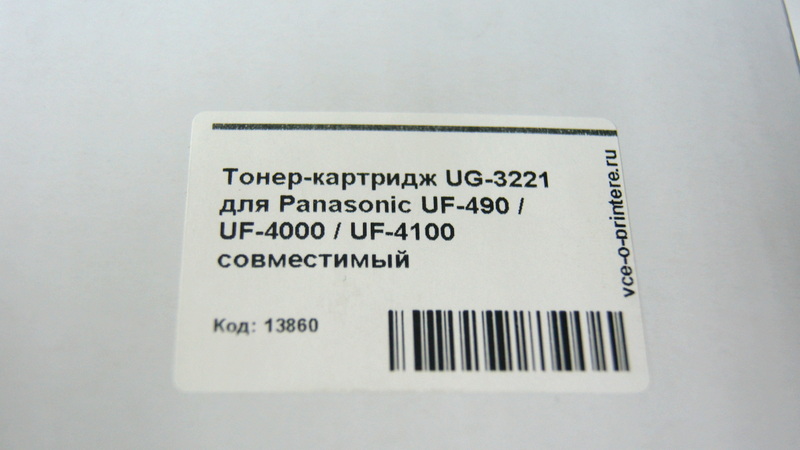 Тонер-картридж UG-3221
для Panasonic UF-490 /
UF-4000 / UF-4100
совместимый
Код: 13860
vce-o-printere.ru